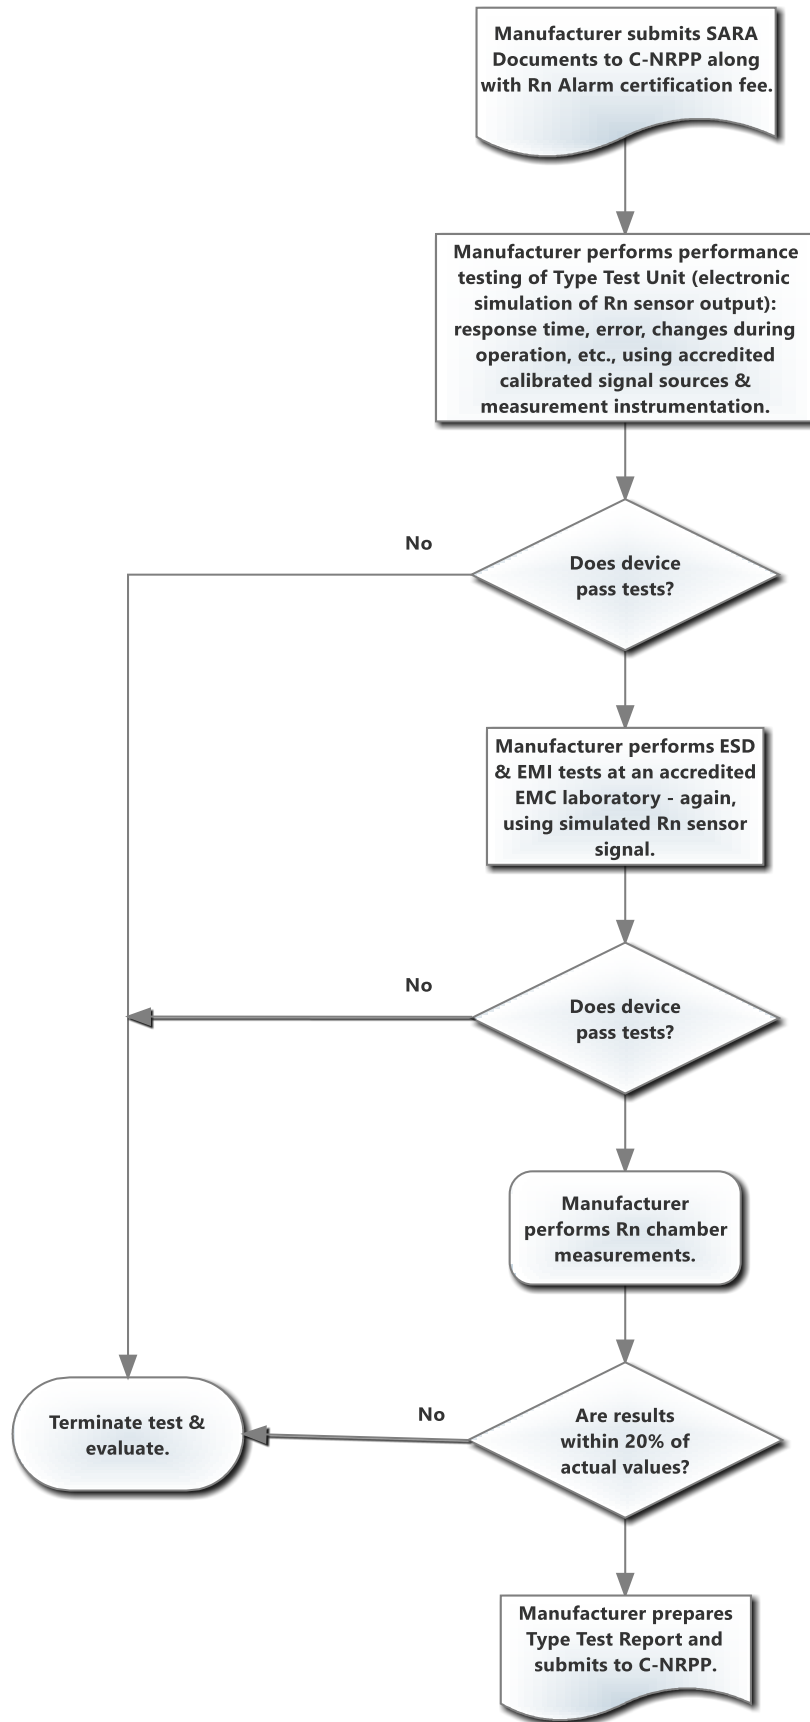 Manufacturer submits SARA
Documents to C-NRPP along
with Rn Alarm certification fee.
Manufacturer performs performance
testing of Type Test Unit (electronic
simulation of Rn sensor output):
response time, error, changes during
operation, etc., using accredited
calibrated signal sources &
measurement instrumentation.
No
Does device
pass tests?
Manufacturer performs ESD
& EMI tests at an accredited
EMC laboratory - again,
using simulated Rn sensor
signal.
No
Does device
pass tests?
Manufacturer
performs Rn chamber
measurements.
No
Are results
within 20% of
actual values?
Terminate test &
evaluate.
Manufacturer prepares
Type Test Report and
submits to C-NRPP.